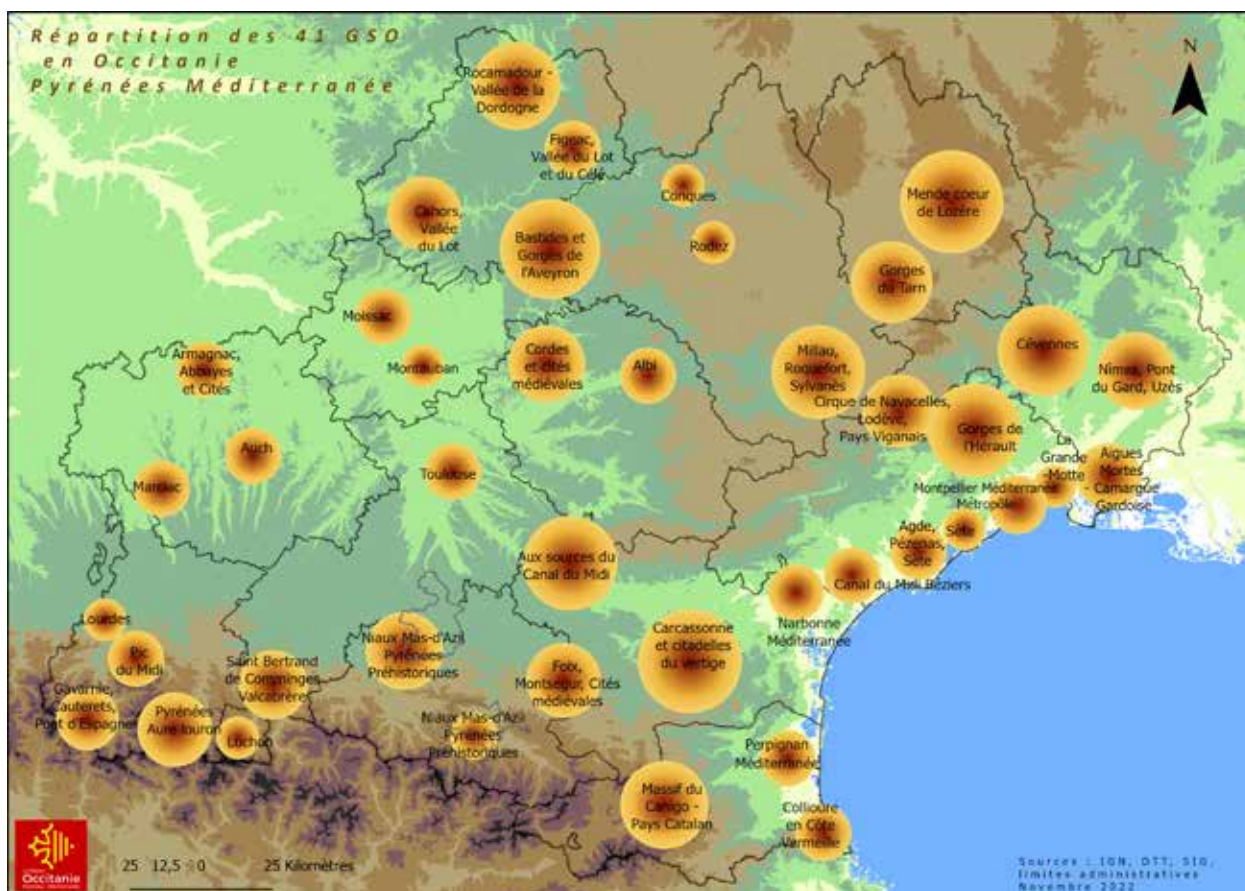 Répartition des 41 GSO
en Occitanie
Pyrénées Méditerranée
N
Rocamadour -
Vallée de la
Dordogne
Figeac,
Vallée du Lot
et du Célé
Conques
Mende coeur
de Lozère
Cahors,
Vallée
du Lot
Bastides et
Gorges de
l'Aveyron
Rodez
Gorges
du Tarn
Moissac
Armagnac,
Abbayes
et Cités
Montauban
Cordes
et cités
médiévales
Albi
Millau,
Roquefort,
Sylvanès
Cévennes
Nîmes, Pont
du Gard, Uzès
Cirque de Navacelles,
Lodève,
Pays Viganais
Gorges de
l'Hérault
La
Grande
Motte
Aigues
Mortes
- Camargue
Gardoise
Auch
Marciac
Toulouse
Montpellier Méditerranée
Métropole
Sète
Agde,
Pézenas,
Sète
Aux sources du
Canal du Midi
Canal du Midi Béziers
Narbonne
Méditerranée
Lourdes
Pic
du Midi
Saint Bertrand
de Comminges
Valcabrère
Niaux Mas-d'Azil
Pyrénées
Préhistoriques
Foix,
Montségur, Cités
médiévales
Carcassonne
et citadelles
du vertige
Gavarnie,
Cauterets,
Pont d'Espagne
Pyrénées
Aure louron
Luchon
Niaux Mas-d'Azil
Pyrénées
Préhistoriques
Perpignan
Méditerranée
Massif du
Canigo -
Pays Catalan
Collioure
en Côte
Vermeille
Occitanie
25 12,5 0 25 Kilomètres
Sources : IGN, DTT, SIG,
limites administratives
Novembre 2022